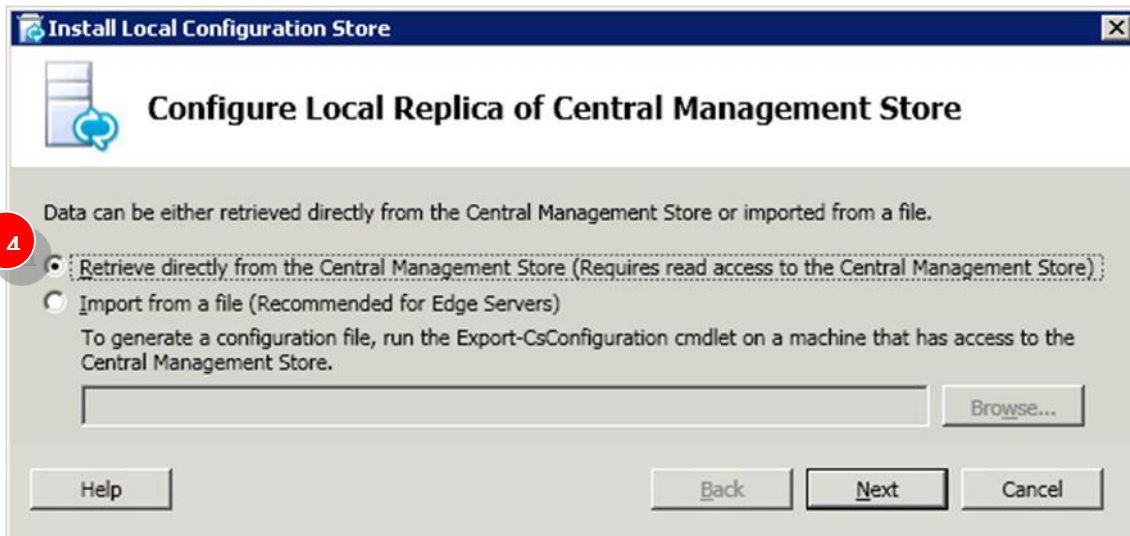 Install Local Configuration Store
Configure Local Replica of Central Management Store
Data can be either retrieved directly from the Central Management Store or imported from a file.
4
Retrieve directly from the Central Management Store (Requires read access to the Central Management Store)
Import from a file (Recommended for Edge Servers)
To generate a configuration file, run the Export-CsConfiguration cmdlet on a machine that has access to the
Central Management Store.
Browse...
Help
Back
Next
Cancel